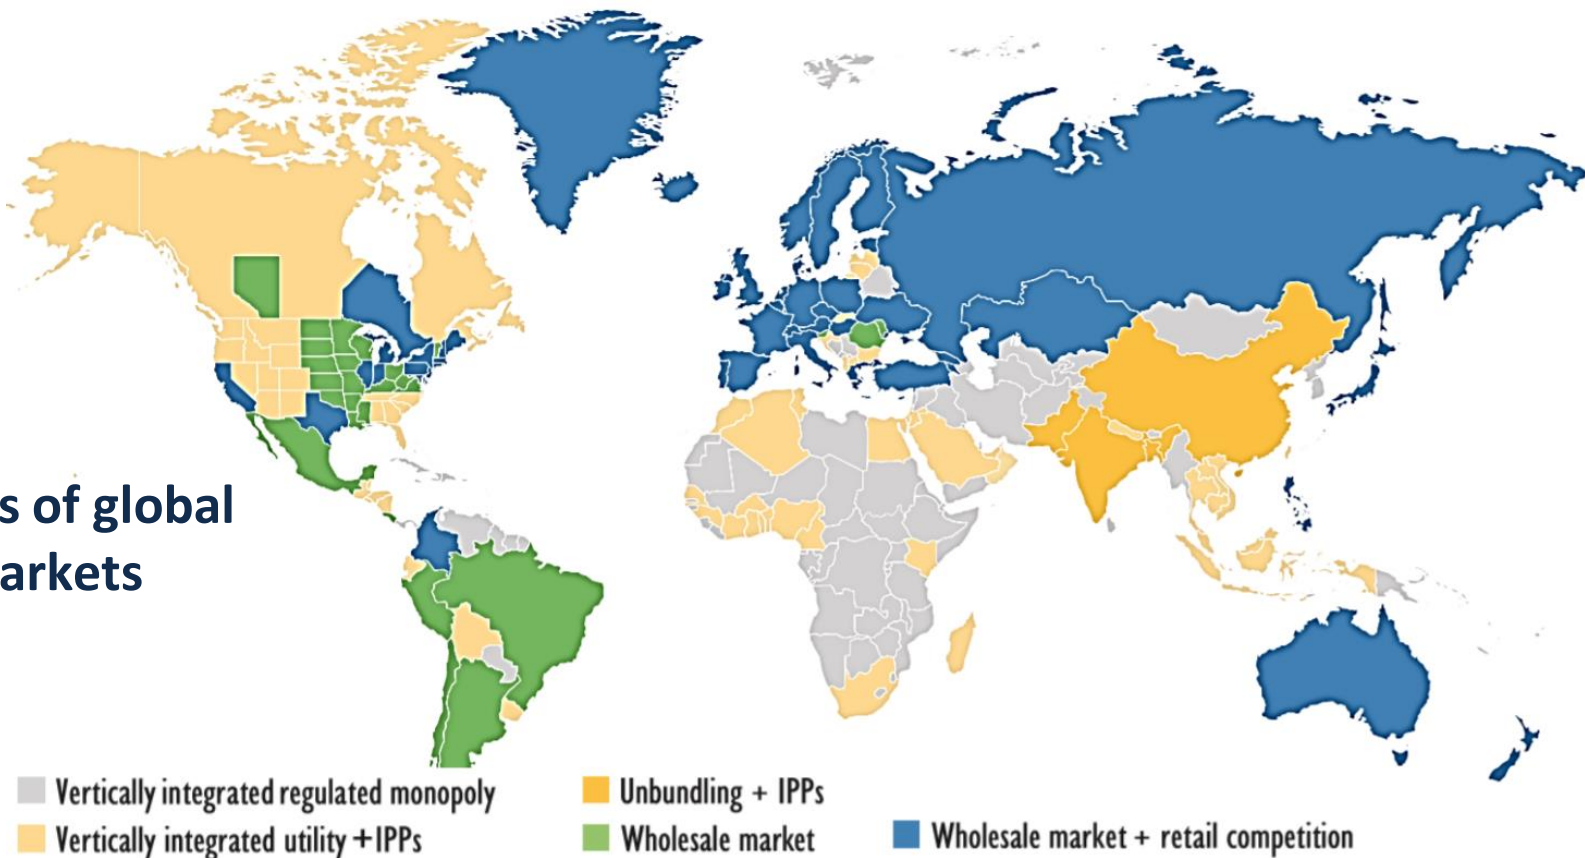 s of global
arkets
Vertically integrated regulated monopoly
Vertically integrated utility +IPPs
Unbundling + IPPs
Wholesale market
Wholesale market + retail competition